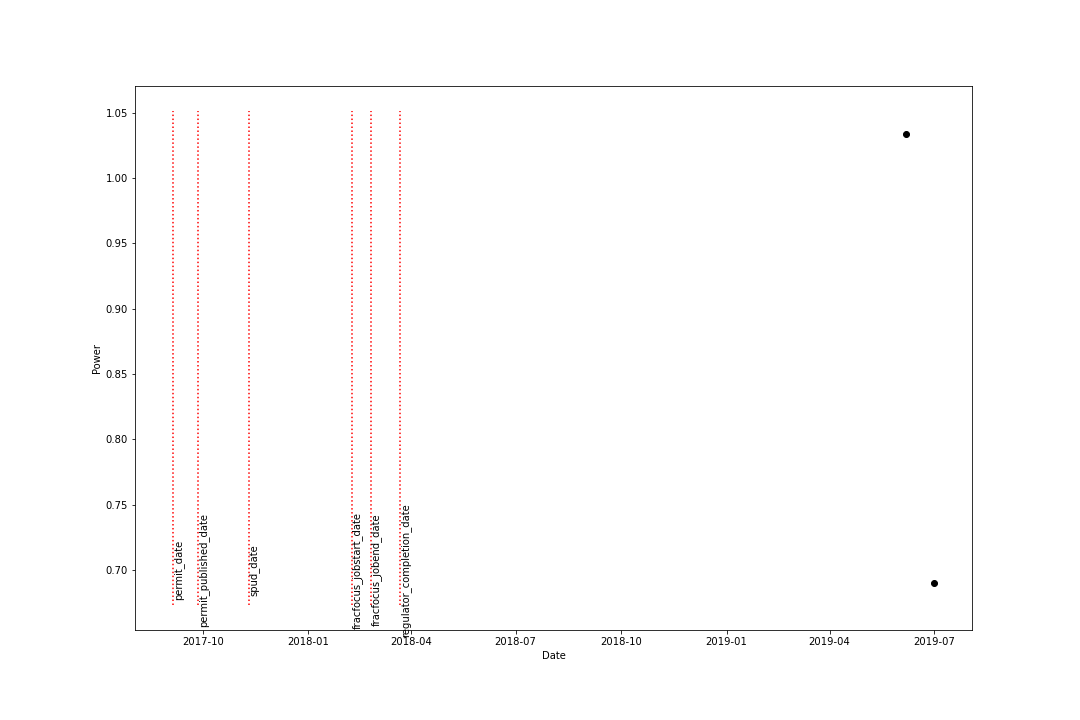 1.05
1.00
0.95
0.90
0.85
0.80
0.75
0.70
Power
permit_date
permit_published_date
spud_date
fracfocus_jobstart_date
fracfocus_jobend_date
regulator_completion_date
2017-10
2018-01
2018-04
2018-07
2018-10
2019-01
2019-04
2019-07
Date